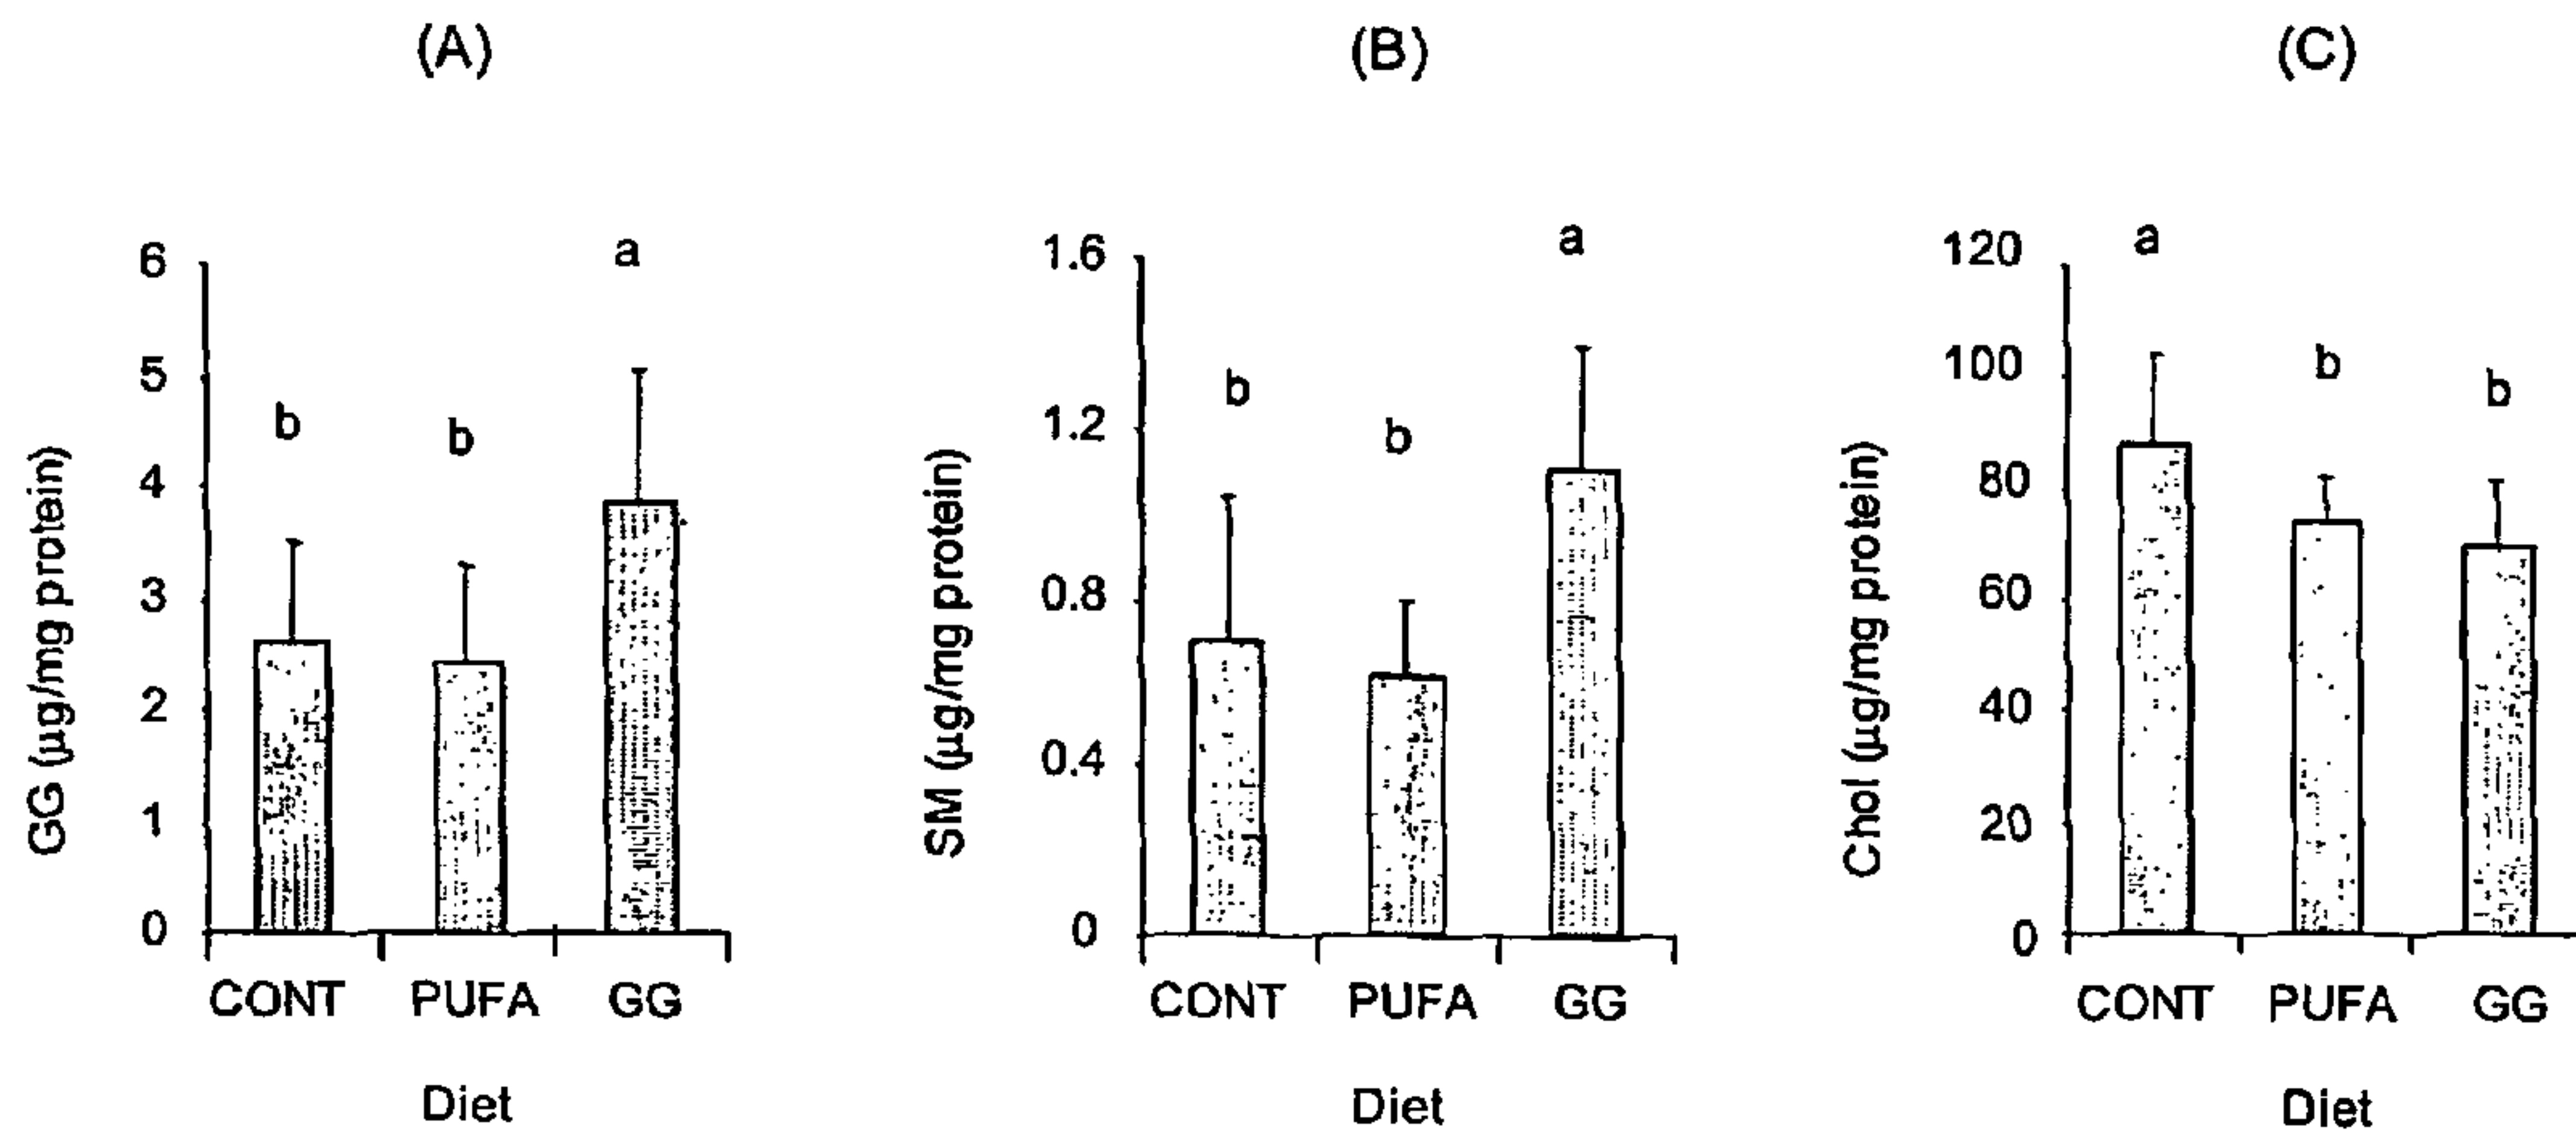 (A)
GG (µg/mg protein)
6
5
4
3
2
1
0
b
b
a
CONT PUFA GG
Diet
(B)
SM (µg/mg protein)
1.6
1.2
0.8
0.4
0
b
b
a
CONT PUFA GG
Diet
(C)
Chol (µg/mg protein)
120
100
80
60
40
20
0
a
b
b
CONT PUFA GG
Diet